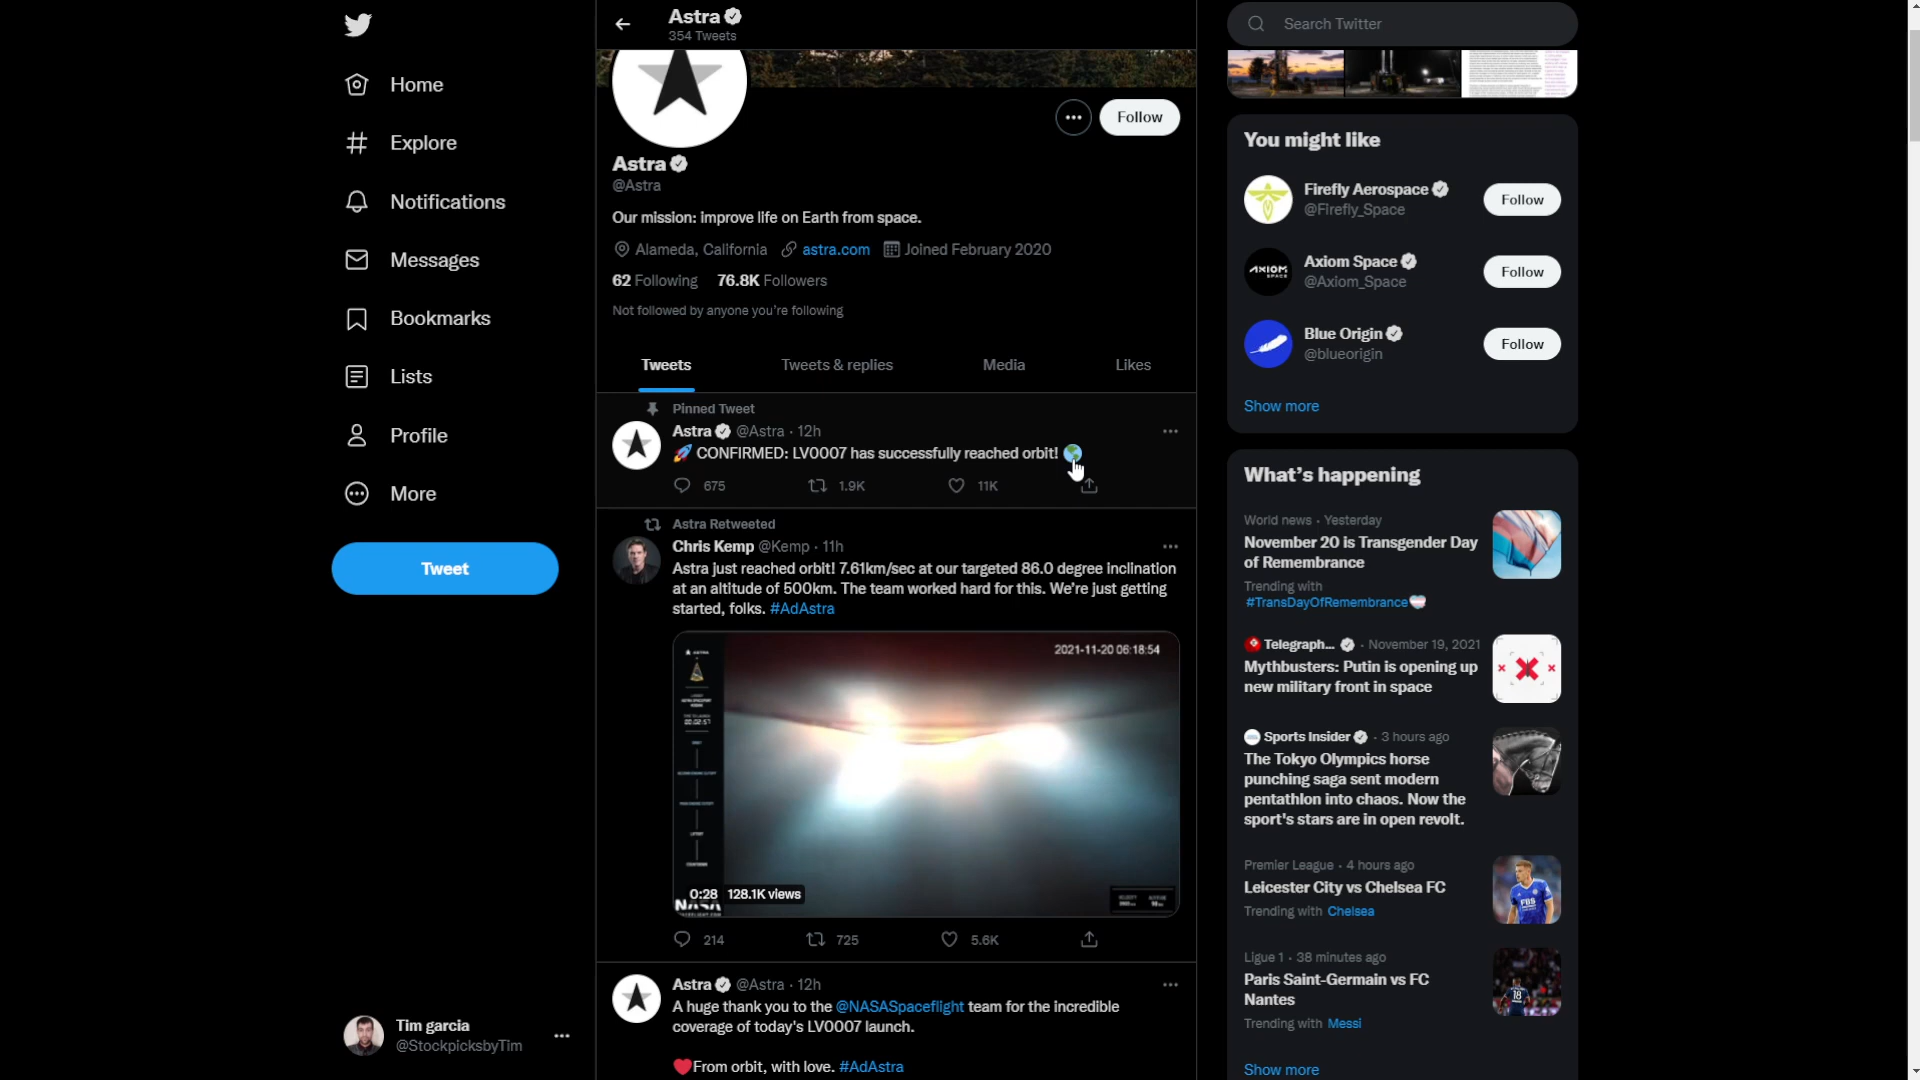 Home
Explore
Notifications
Messages
Bookmarks
Lists
Profile
More
Tweet
Tim garcia
@StockpicksbyTim
Astra
354 Tweets
Follow
Astra
@Astra
Our mission: improve life on Earth from space.
Alameda, California astra.com Joined February 2020
62 Following 76.8K Followers
Not followed by anyone you're following
Tweets Tweets & replies Media Likes
Pinned Tweet
Astra @Astra · 12h
🚀 CONFIRMED: LV0007 has successfully reached orbit! 🌎
675 1.9K 11K
Astra Retweeted
Chris Kemp @Kemp · 11h
Astra just reached orbit! 7.61km/sec at our targeted 86.0 degree inclination
at an altitude of 500km. The team worked hard for this. We're just getting
started, folks. #AdAstra
ASTRA
2021-11-20 06:18:54
0:28 128.1K views
NASA
214 725 5.6K
Astra @Astra · 12h
A huge thank you to the @NASASpaceflight team for the incredible
coverage of today's LV0007 launch.
❤️From orbit, with love. #AdAstra
Search Twitter
You might like
Firefly Aerospace
@Firefly_Space
Follow
AXIOM
SPACE
Axiom Space
@Axiom_Space
Follow
Blue Origin
@blueorigin
Follow
Show more
What's happening
World news · Yesterday
November 20 is Transgender Day
of Remembrance
Trending with
#TransDayOfRemembrance
Telegraph... · November 19, 2021
Mythbusters: Putin is opening up
new military front in space
Sports Insider · 3 hours ago
The Tokyo Olympics horse
punching saga sent modern
pentathlon into chaos. Now the
sport's stars are in open revolt.
Premier League · 4 hours ago
Leicester City vs Chelsea FC
Trending with Chelsea
FBS
Ligue 1 · 38 minutes ago
Paris Saint-Germain vs FC
Nantes
Trending with Messi
18
Show more